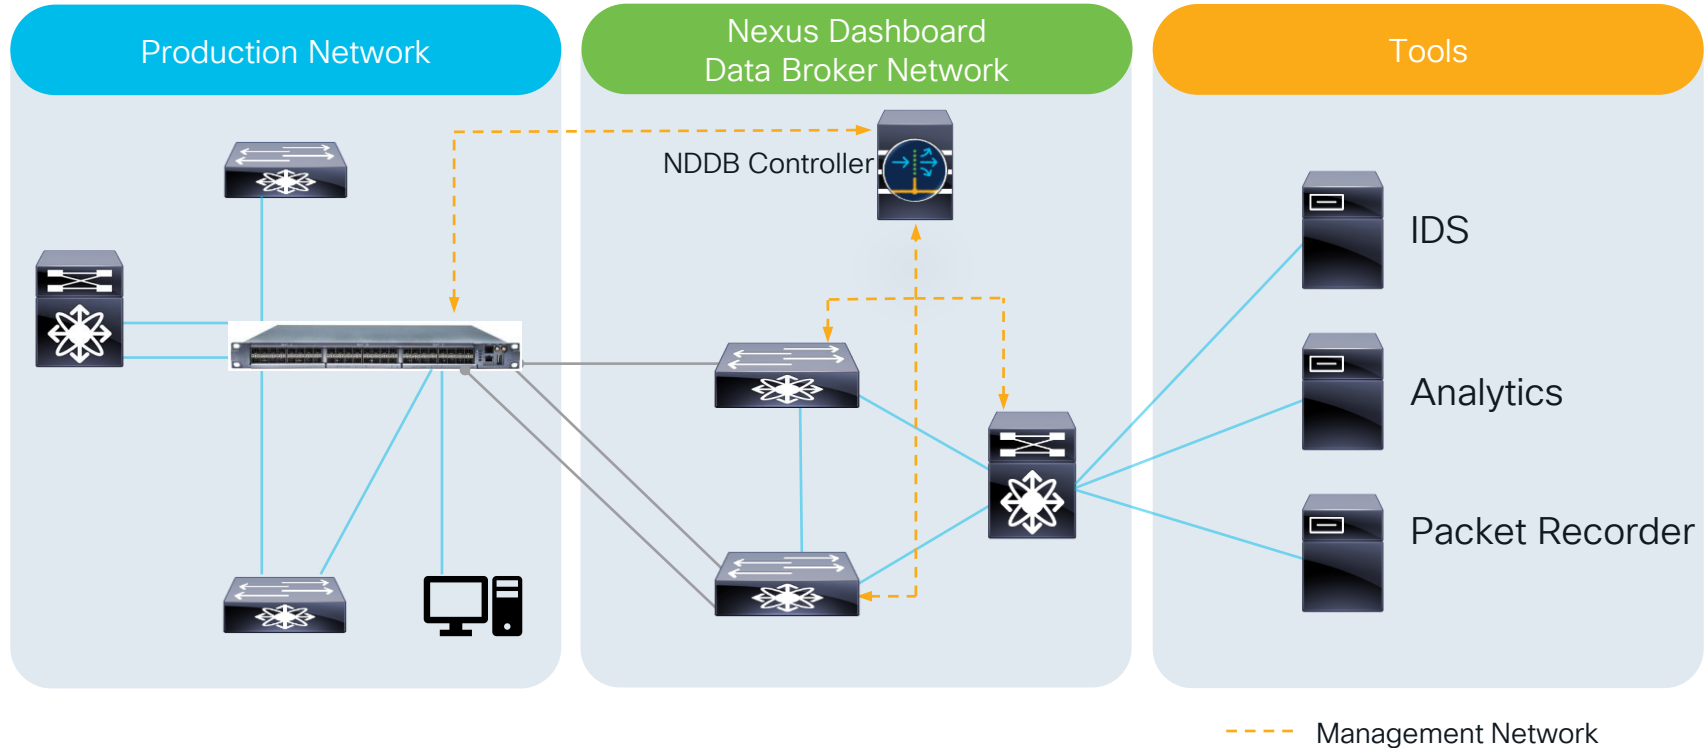 Production Network
Nexus Dashboard
Data Broker Network
Tools
NDDB Controller
IDS
Analytics
Packet Recorder
Management Network